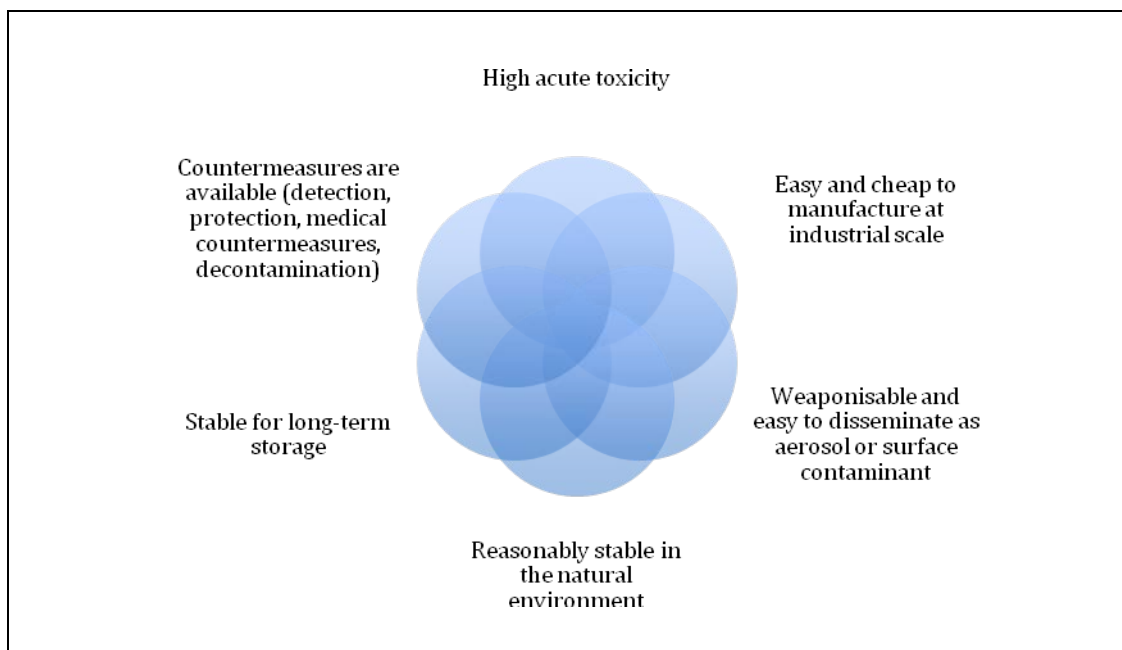 High acute toxicity
Countermeasures are
available (detection,
protection, medical
countermeasures,
decontamination)
Easy and cheap to
manufacture at
industrial scale
Stable for long-term
storage
Weaponisable and
easy to disseminate as
aerosol or surface
contaminant
Reasonably stable in
the natural
environment